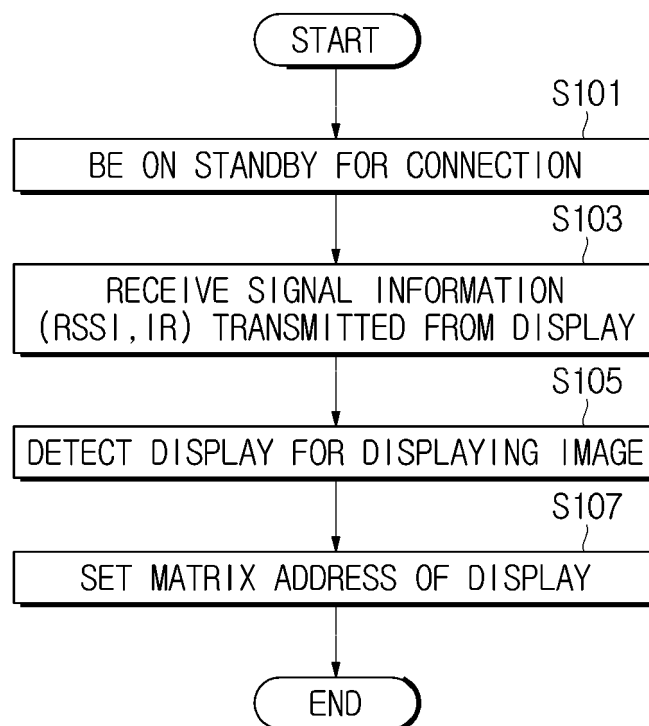 START
S101
BE ON STANDBY FOR CONNECTION
S103
RECEIVE SIGNAL INFORMATION
(RSSI,IR) TRANSMITTED FROM DISPLAY
S105
DETECT DISPLAY FOR DISPLAYING IMAGE
S107
SET MATRIX ADDRESS OF DISPLAY
END